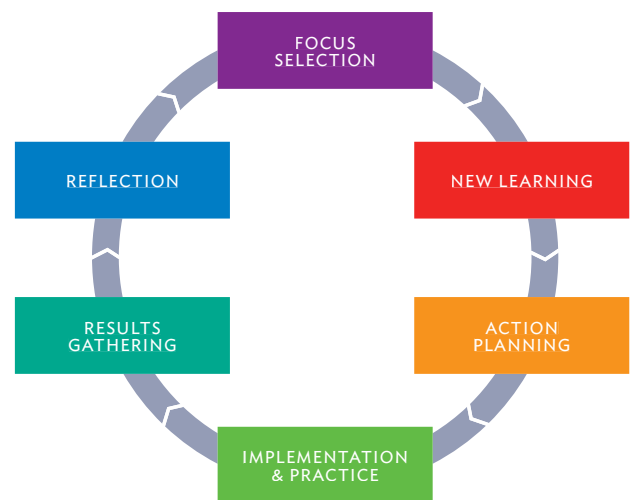 FOCUS
SELECTION
NEW LEARNING
ACTION
PLANNING
IMPLEMENTATION
& PRACTICE
RESULTS
GATHERING
REFLECTION